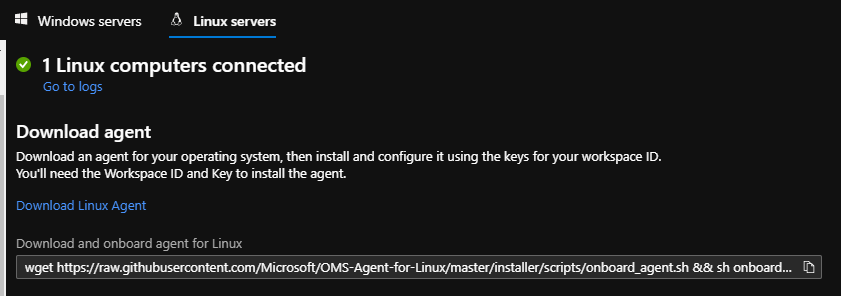 Windows servers
Linux servers
1 Linux computers connected
Go to logs
Download agent
Download an agent for your operating system, then install and configure it using the keys for your workspace ID.
You'll need the Workspace ID and Key to install the agent.
Download Linux Agent
Download and onboard agent for Linux
wget https://raw.githubusercontent.com/Microsoft/OMS-Agent-for-Linux/master/installer/scripts/onboard_agent.sh && sh onboard...